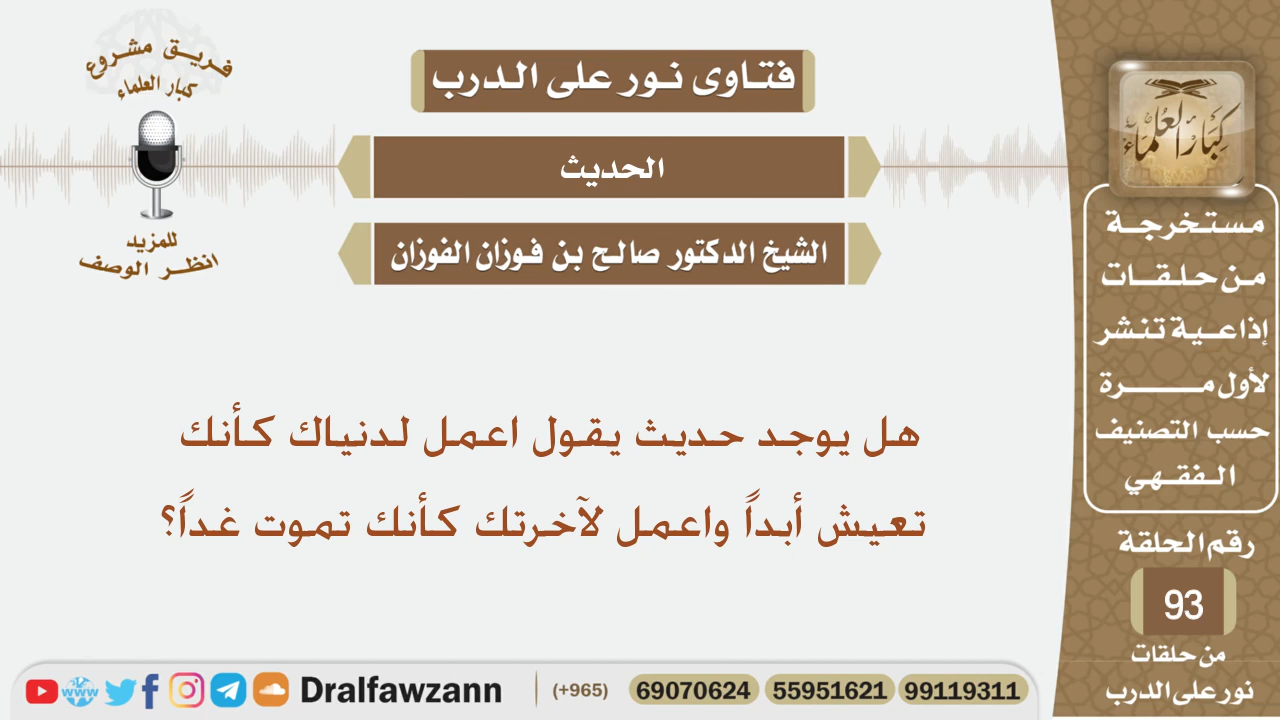 فريق مشروع
كبار العلماء
للمزيد
انظر الوصف
فتاوى نور على الدرب
الحديث
الشيخ الدكتور صالح بن فوزان الفوزان
هل يوجد حديث يقول اعمل لدنياك كأنك
تعيش أبداً واعمل لآخرتك كأنك تموت غداً؟
كبار العلماء
مستخرجة
من حلقات
إذاعية تنشر
لأول مرة
حسب التصنيف
الفقهي
رقم الحلقة
93
من حلقات
نور على الدرب
www Dralfawzann (+965) 69070624 55951621 99119311